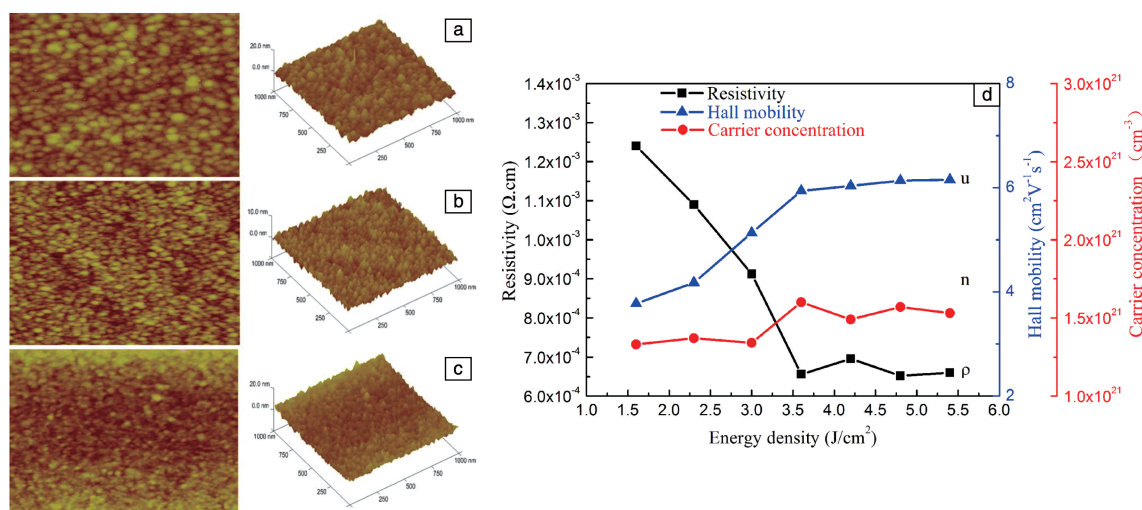 a
20.0 nm
0.0 nm
1000 nm
750
500
250
250
500
750
1000 nm
b
10.0 nm
0.0 nm
1000 nm
750
500
250
250
500
750
1000 nm
c
20.0 nm
0.0 nm
1000 nm
750
500
250
250
500
750
1000 nm
d
Resistivity
Hall mobility
Carrier concentration
u
n
ρ
1.4x10⁻³
1.3x10⁻³
1.2x10⁻³
1.1x10⁻³
1.0x10⁻³
9.0x10⁻⁴
8.0x10⁻⁴
7.0x10⁻⁴
6.0x10⁻⁴
Resistivity (Ω.cm)
1.0 1.5 2.0 2.5 3.0 3.5 4.0 4.5 5.0 5.5 6.0
Energy density (J/cm²)
8
6
4
2
Hall mobility (cm²V⁻¹s⁻¹)
3.0x10²¹
2.5x10²¹
2.0x10²¹
1.5x10²¹
1.0x10²¹
Carrier concentration (cm⁻³)